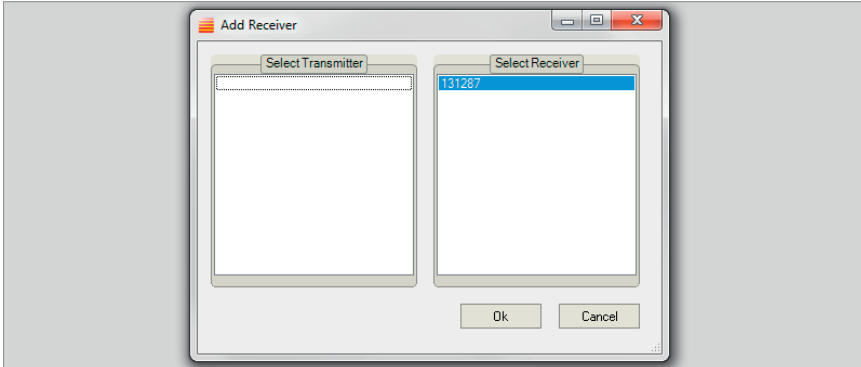 Add Receiver
Select Transmitter
Select Receiver
131287
Ok
Cancel